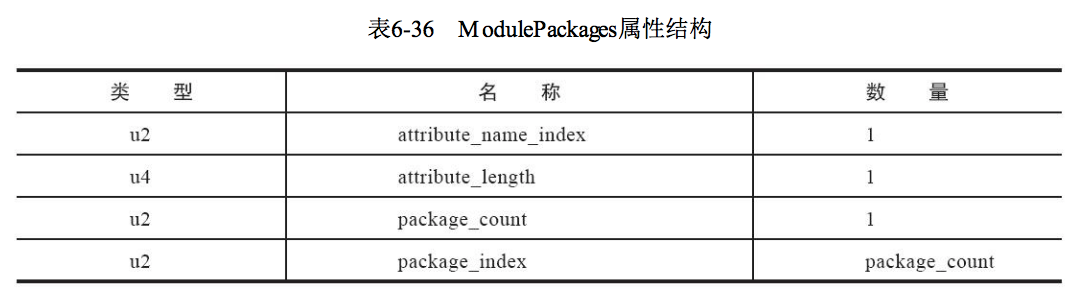 表6-36 ModulePackages属性结构
类 型 名 称 数 量
u2 attribute_name_index 1
u4 attribute_length 1
u2 package_count 1
u2 package_index package_count